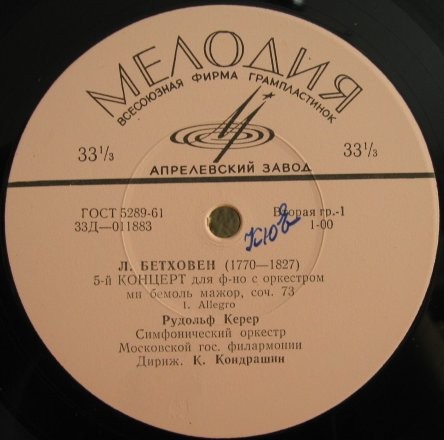 МЕЛОДИЯ
ВСЕСОЮЗНАЯ ФИРМА ГРАМПЛАСТИНОК
33⅓ 33⅓
АПРЕЛЕВСКИЙ ЗАВОД
ГОСТ 5289-61 Вторая гр.-1
33Д—011883 1-00
Л. БЕТХОВЕН (1770—1827)
5-й КОНЦЕРТ для ф-но с оркестром
ми бемоль мажор, соч. 73
1. Allegro
Рудольф Керер
Симфонический оркестр
Московской гос. филармонии
Дириж. К. Кондрашин